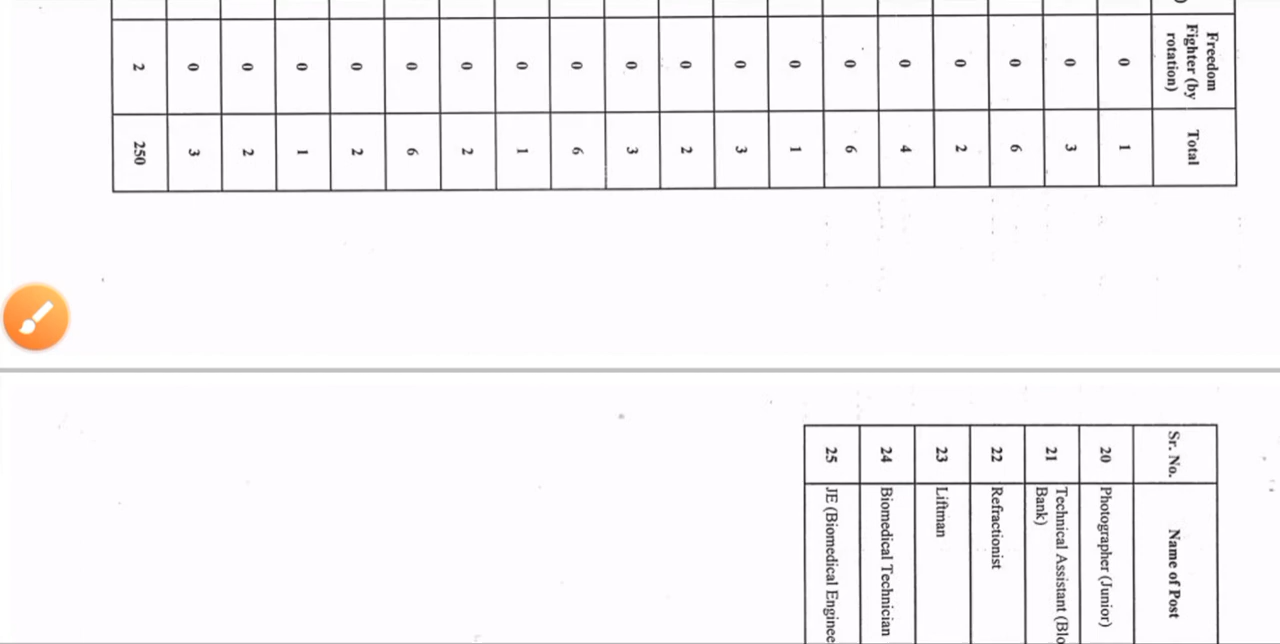 )
Freedom
Fighter (by
rotation)
Total
0 1
0 3
0 6
0 2
0 4
0 6
0 1
0 3
0 2
0 3
0 6
0 1
0 2
0 6
0 2
0 1
0 2
0 3
2 250
Sr. No. Name of Post
20 Photographer (Junior)
21 Technical Assistant (Blo
Bank)
22 Refractionist
23 Liftman
24 Biomedical Technician
25 JE (Biomedical Enginee